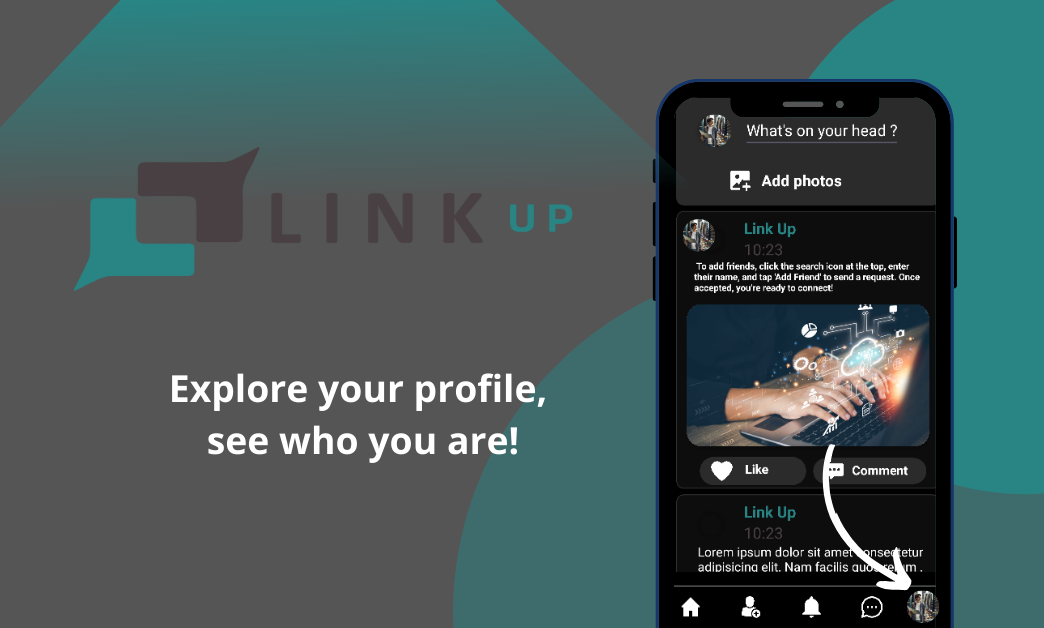 LINK UP
Explore your profile,
see who you are!
What's on your head ?
Add photos
Link Up
10:23
To add friends, click the search icon at the top, enter
their name, and tap 'Add Friend' to send a request. Once
accepted, you're ready to connect!
Like
Comment
Link Up
10:23
Lorem ipsum dolor sit amet consectetur
adipisicing elit. Nam facilis quos rerum .